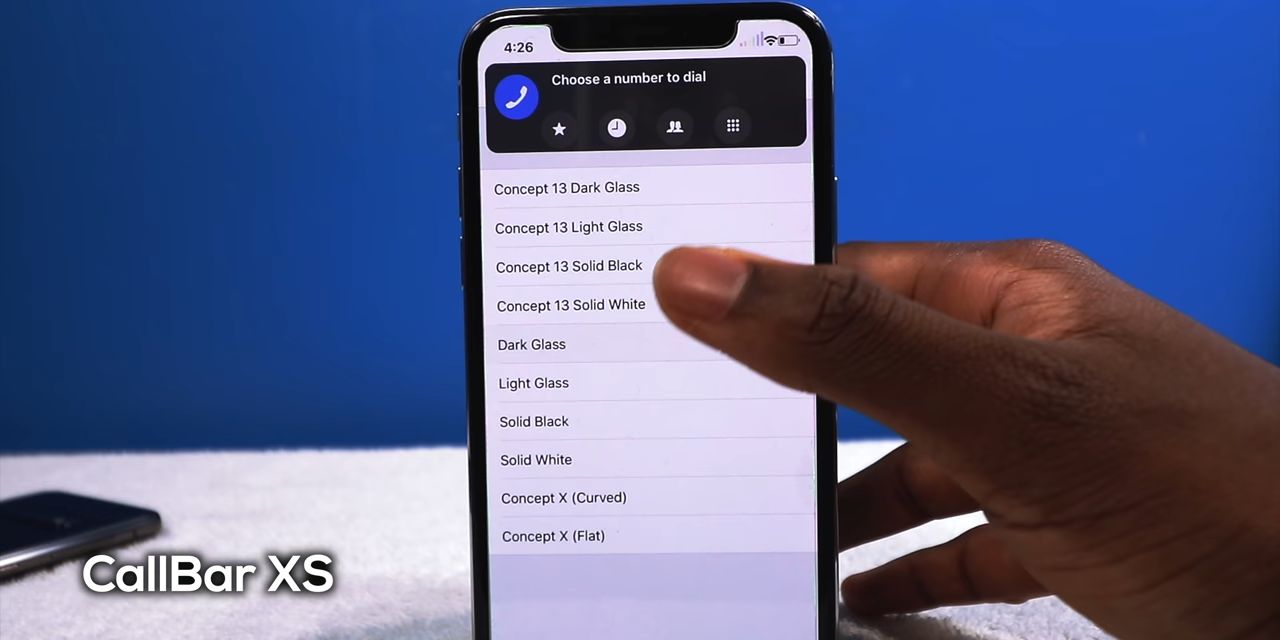 4:26
Choose a number to dial
Concept 13 Dark Glass
Concept 13 Light Glass
Concept 13 Solid Black
Concept 13 Solid White
Dark Glass
Light Glass
Solid Black
Solid White
Concept X (Curved)
Concept X (Flat)
CallBar XS